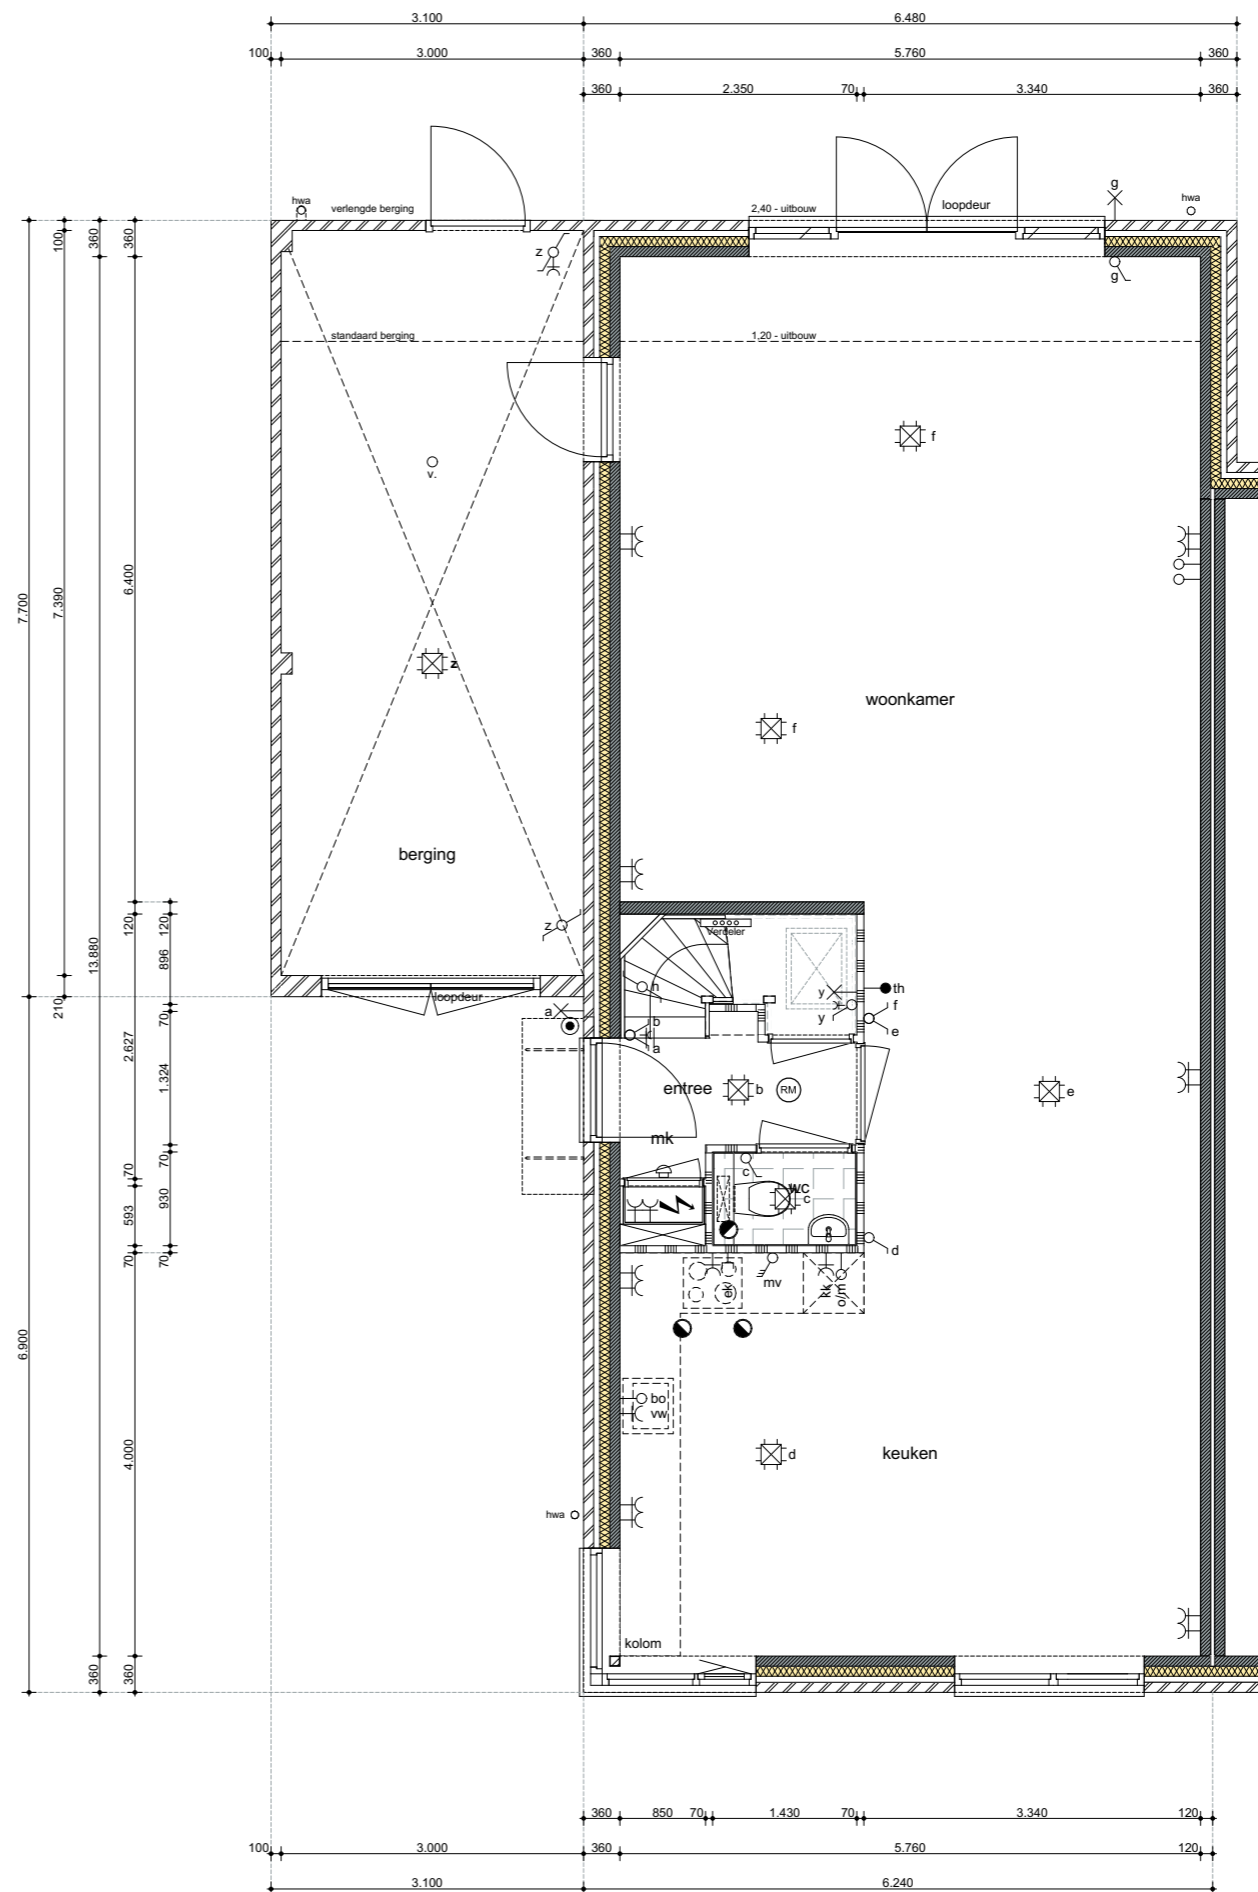 3.100 6.480
100 3.000 360 5.760 360
360 2.350 70 3.340 360
g
hwa verlengde berging 2,40 - uitbouw loopdeur hwa
z g
standaard berging 1,20 - uitbouw
f
v.
z
woonkamer
f
berging
z
Verdeler
loopdeur h y th
a b y f
a e
entree b RM e
mk
c WC
c
d
ek mv kk o/m
bo
vw
d keuken
hwa
kolom
7.700
6.900
100
7.390
210
360
13.880
360
360
6.400
120
2.627
70
593
70
4.000
360
120
896
70
1.324
70
930
70
360 850 70 1.430 70 3.340 120
100 3.000 360 5.760 120
3.100 6.240